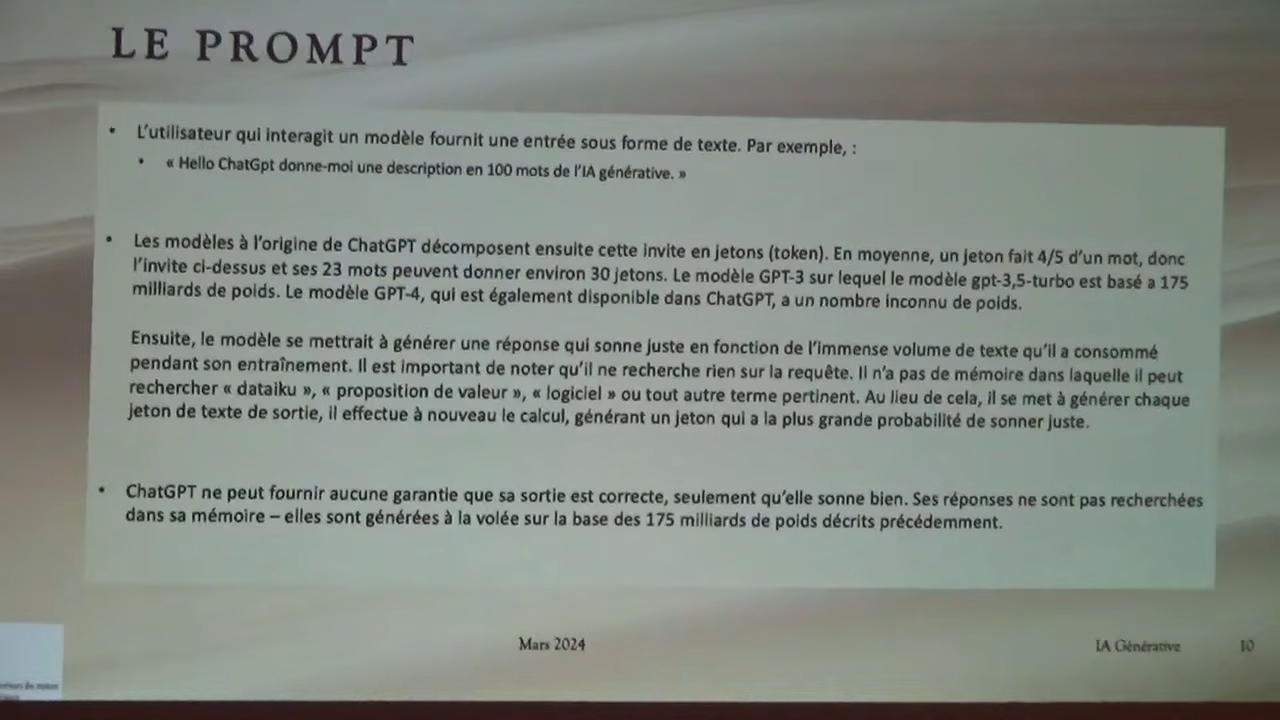 LE PROMPT
• L'utilisateur qui interagit un modèle fournit une entrée sous forme de texte. Par exemple, :
• « Hello ChatGpt donne-moi une description en 100 mots de l'IA générative. »
• Les modèles à l'origine de ChatGPT décomposent ensuite cette invite en jetons (token). En moyenne, un jeton fait 4/5 d'un mot, donc
l'invite ci-dessus et ses 23 mots peuvent donner environ 30 jetons. Le modèle GPT-3 sur lequel le modèle gpt-3,5-turbo est basé a 175
milliards de poids. Le modèle GPT-4, qui est également disponible dans ChatGPT, a un nombre inconnu de poids.
Ensuite, le modèle se mettrait à générer une réponse qui sonne juste en fonction de l'immense volume de texte qu'il a consommé
pendant son entraînement. Il est important de noter qu'il ne recherche rien sur la requête. Il n'a pas de mémoire dans laquelle il peut
rechercher « dataiku », « proposition de valeur », « logiciel » ou tout autre terme pertinent. Au lieu de cela, il se met à générer chaque
jeton de texte de sortie, il effectue à nouveau le calcul, générant un jeton qui a la plus grande probabilité de sonner juste.
• ChatGPT ne peut fournir aucune garantie que sa sortie est correcte, seulement qu'elle sonne bien. Ses réponses ne sont pas recherchées
dans sa mémoire – elles sont générées à la volée sur la base des 175 milliards de poids décrits précédemment.
Mars 2024
IA Générative
10